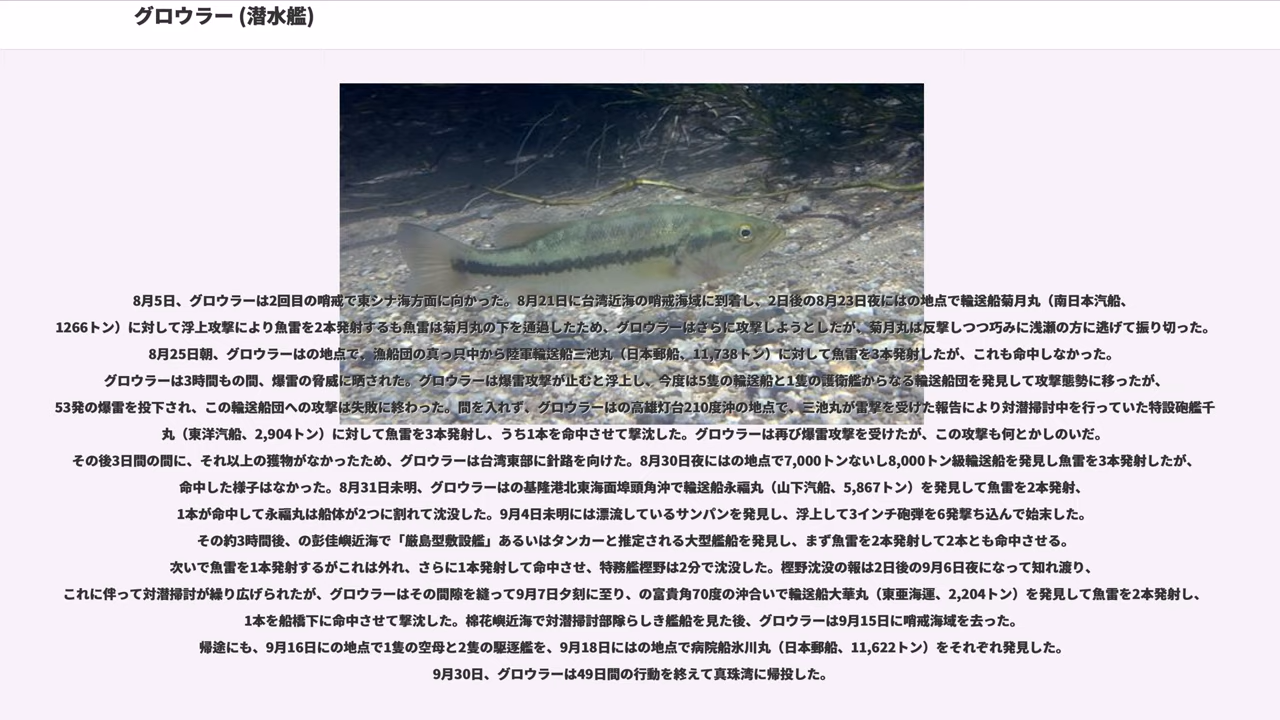 グロウラー (潜水艦)
8月5日、グロウラーは2回目の哨戒で東シナ海方面に向かった。8月21日に台湾近海の哨戒海域に到着し、2日後の8月23日夜にはの地点で輸送船菊月丸（南日本汽船、
1266トン）に対して浮上攻撃により魚雷を2本発射するも魚雷は菊月丸の下を通過したため、グロウラーはさらに攻撃しようとしたが、菊月丸は反撃しつつ巧みに浅瀬の方に逃げて振り切った。
8月25日朝、グロウラーはの地点で、漁船団の真っ只中から陸軍輸送船三池丸（日本郵船、11,738トン）に対して魚雷を3本発射したが、これも命中しなかった。
グロウラーは3時間もの間、爆雷の脅威に晒された。グロウラーは爆雷攻撃が止むと浮上し、今度は5隻の輸送船と1隻の護衛艦からなる輸送船団を発見して攻撃態勢に移ったが、
53発の爆雷を投下され、この輸送船団への攻撃は失敗に終わった。間を入れず、グロウラーはの高雄灯台210度沖の地点で、三池丸が雷撃を受けた報告により対潜掃討中を行っていた特設砲艦千
丸（東洋汽船、2,904トン）に対して魚雷を3本発射し、うち1本を命中させて撃沈した。グロウラーは再び爆雷攻撃を受けたが、この攻撃も何とかしのいだ。
その後3日間の間に、それ以上の獲物がなかったため、グロウラーは台湾東部に針路を向けた。8月30日夜にはの地点で7,000トンないし8,000トン級輸送船を発見し魚雷を3本発射したが、
命中した様子はなかった。8月31日未明、グロウラーはの基隆港北東海面埠頭角沖で輸送船永福丸（山下汽船、5,867トン）を発見して魚雷を2本発射、
1本が命中して永福丸は船体が2つに割れて沈没した。9月4日未明には漂流しているサンパンを発見し、浮上して3インチ砲弾を6発撃ち込んで始末した。
その約3時間後、の彭佳嶼近海で「厳島型敷設艦」あるいはタンカーと推定される大型艦船を発見し、まず魚雷を2本発射して2本とも命中させる。
次いで魚雷を1本発射するがこれは外れ、さらに1本発射して命中させ、特務艦樫野は2分で沈没した。樫野沈没の報は2日後の9月6日夜になって知れ渡り、
これに伴って対潜掃討が繰り広げられたが、グロウラーはその間隙を縫って9月7日夕刻に至り、の富貴角70度の沖合いで輸送船大華丸（東亜海運、2,204トン）を発見して魚雷を2本発射し、
1本を船橋下に命中させて撃沈した。棉花嶼近海で対潜掃討部隊らしき艦船を見た後、グロウラーは9月15日に哨戒海域を去った。
帰途にも、9月16日にの地点で1隻の空母と2隻の駆逐艦を、9月18日にはの地点で病院船氷川丸（日本郵船、11,622トン）をそれぞれ発見した。
9月30日、グロウラーは49日間の行動を終えて真珠湾に帰投した。